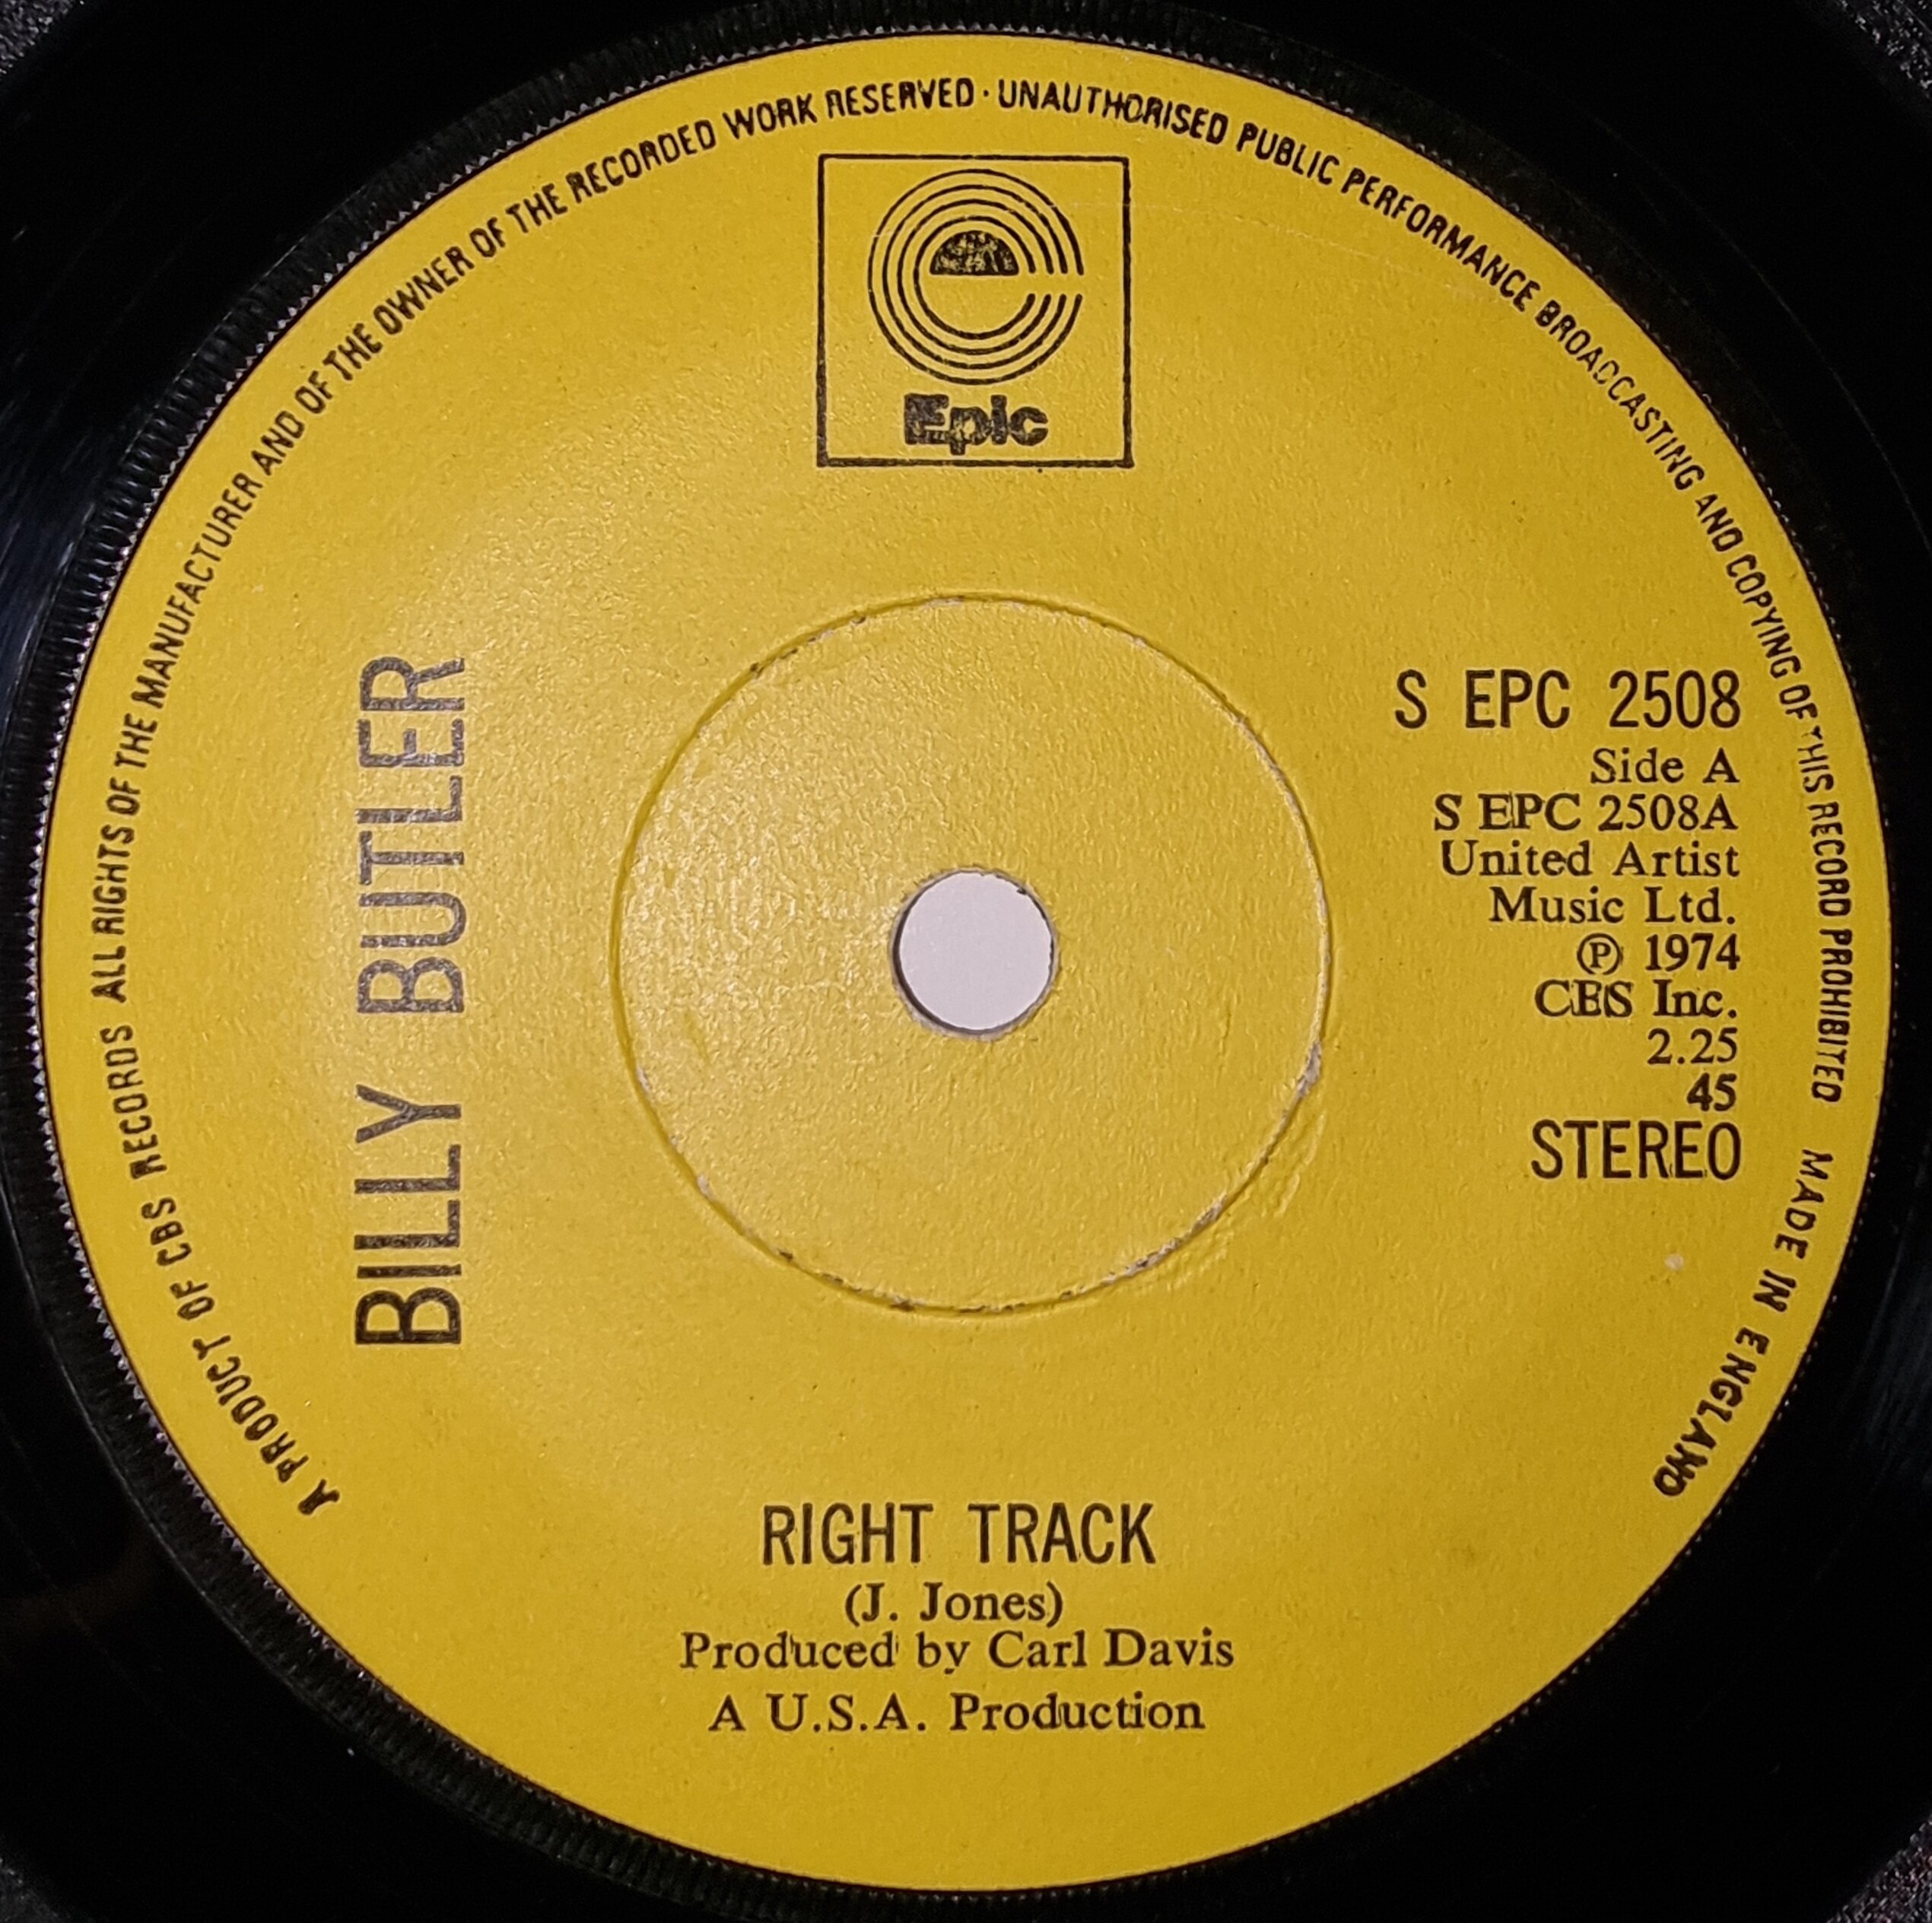 A PRODUCT OF CBS RECORDS ALL RIGHTS OF THE MANUFACTURER AND OF THE OWNER OF THE RECORDED WORK RESERVED · UNAUTHORISED PUBLIC PERFORMANCE BROADCASTING AND COPYING OF THIS RECORD PROHIBITED MADE IN ENGLAND
Epic
BILLY BUTLER
S EPC 2508
Side A
S EPC 2508A
United Artist
Music Ltd.
℗ 1974
CBS Inc.
2.25
45
STEREO
RIGHT TRACK
(J. Jones)
Produced by Carl Davis
A U.S.A. Production